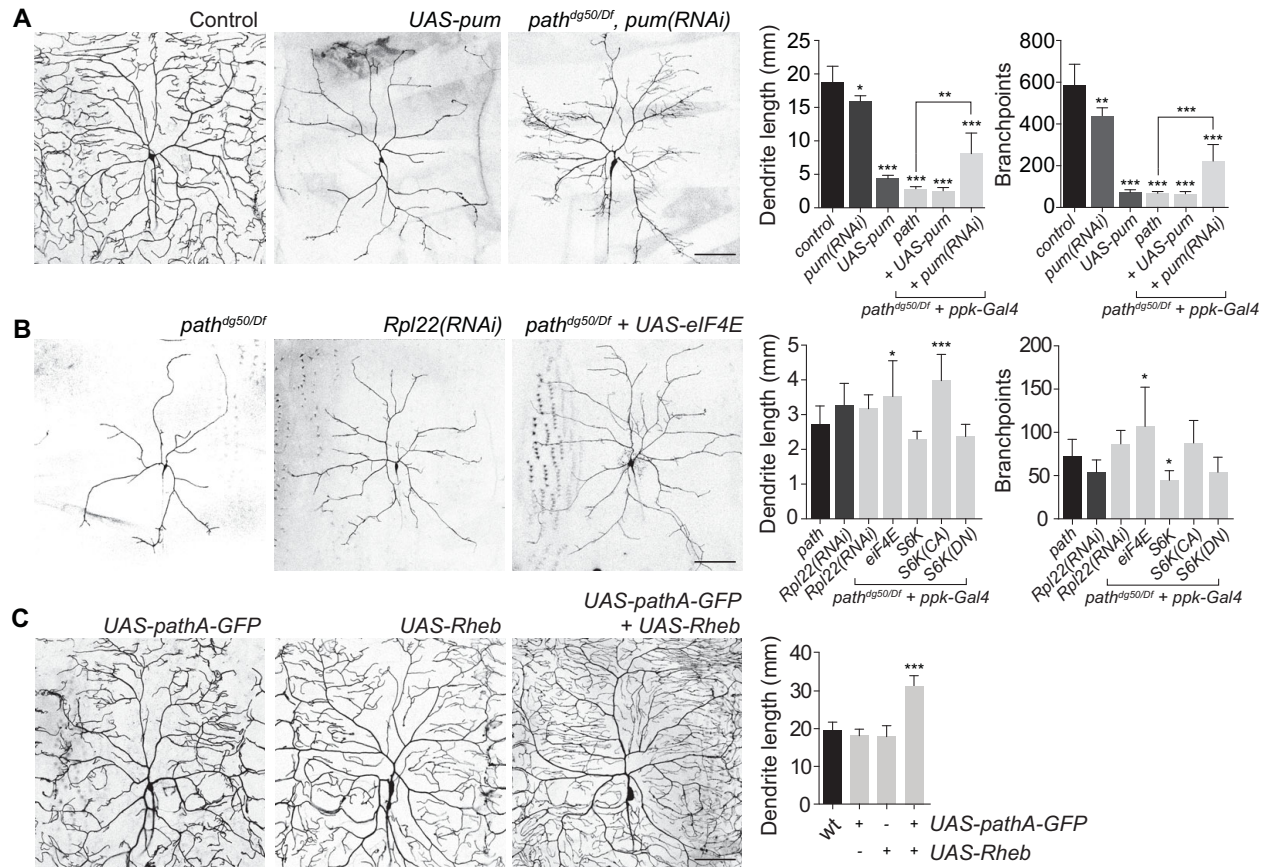 A
Control
UAS-pum
path^dg50/Df, pum(RNAi)
Dendrite length (mm)
25
20
15
10
5
0
*
***
***
***
***
**
control
pum(RNAi)
UAS-pum
path
+ UAS-pum
+ pum(RNAi)
path^dg50/Df + ppk-Gal4
Branchpoints
800
600
400
200
0
**
***
***
***
***
***
control
pum(RNAi)
UAS-pum
path
+ UAS-pum
+ pum(RNAi)
path^dg50/Df + ppk-Gal4
B
path^dg50/Df
Rpl22(RNAi)
path^dg50/Df + UAS-eIF4E
Dendrite length (mm)
5
4
3
2
1
0
*
***
path
Rpl22(RNAi)
Rpl22(RNAi)
eiF4E
S6K
S6K(CA)
S6K(DN)
path^dg50/Df + ppk-Gal4
Branchpoints
200
150
100
50
0
*
*
path
Rpl22(RNAi)
Rpl22(RNAi)
eiF4E
S6K
S6K(CA)
S6K(DN)
path^dg50/Df + ppk-Gal4
C
UAS-pathA-GFP
UAS-Rheb
UAS-pathA-GFP
+ UAS-Rheb
Dendrite length (mm)
40
30
20
10
0
***
wt
+ - + UAS-pathA-GFP
- + + UAS-Rheb